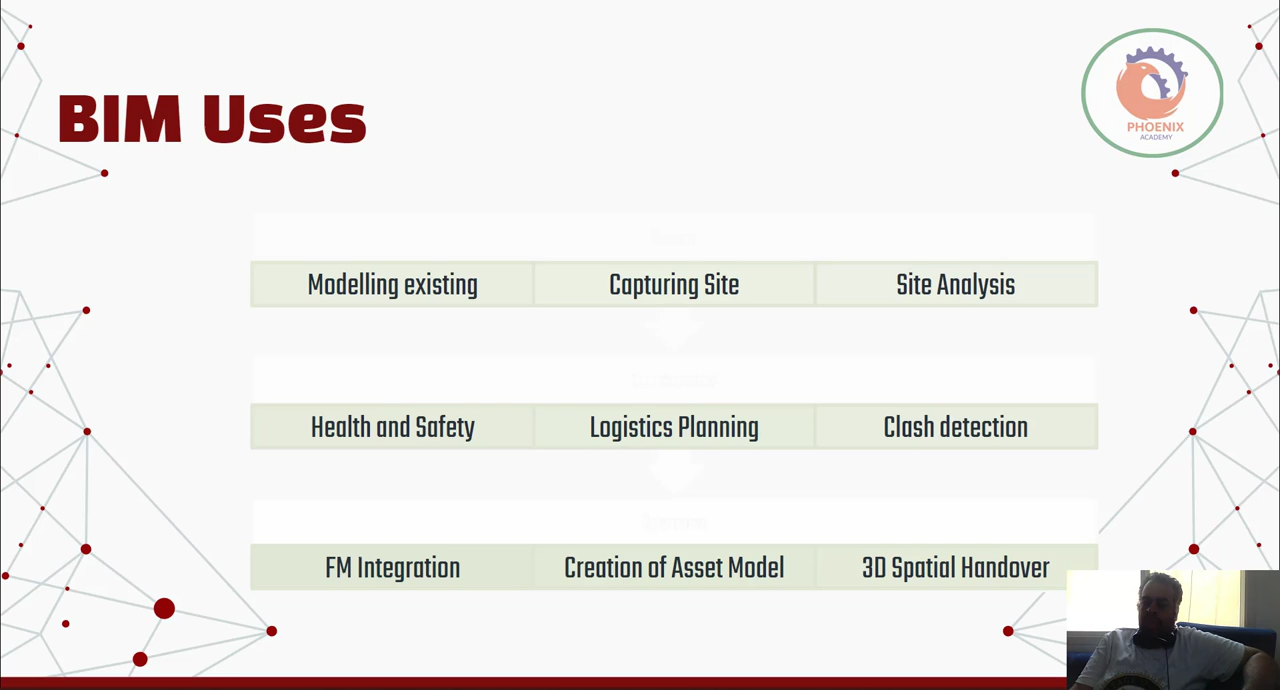 BIM Uses
PHOENIX
ACADEMY
Modelling existing
Capturing Site
Site Analysis
Health and Safety
Logistics Planning
Clash detection
FM Integration
Creation of Asset Model
3D Spatial Handover